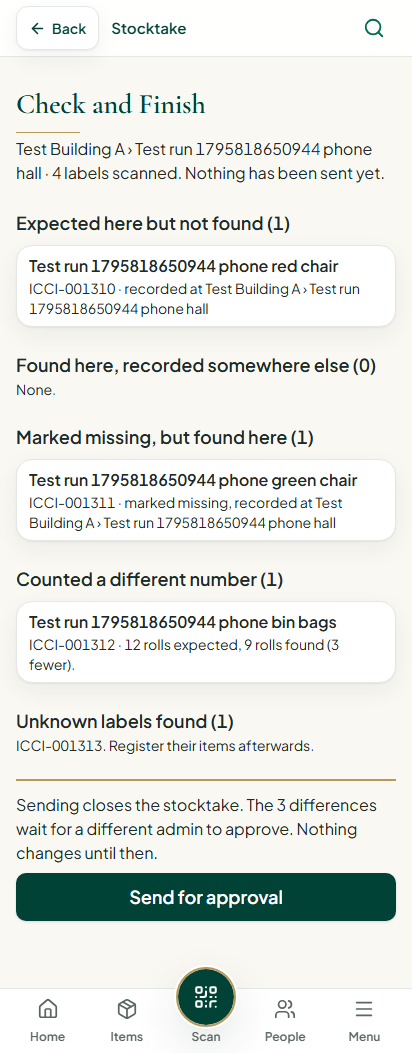 Back
Stocktake
Check and Finish
Test Building A › Test run 1795818650944 phone
hall · 4 labels scanned. Nothing has been sent yet.
Expected here but not found (1)
Test run 1795818650944 phone red chair
ICCI-001310 · recorded at Test Building A › Test run
1795818650944 phone hall
Found here, recorded somewhere else (0)
None.
Marked missing, but found here (1)
Test run 1795818650944 phone green chair
ICCI-001311 · marked missing, recorded at Test
Building A › Test run 1795818650944 phone hall
Counted a different number (1)
Test run 1795818650944 phone bin bags
ICCI-001312 · 12 rolls expected, 9 rolls found (3
fewer).
Unknown labels found (1)
ICCI-001313. Register their items afterwards.
Sending closes the stocktake. The 3 differences
wait for a different admin to approve. Nothing
changes until then.
Send for approval
Home
Items
Scan
People
Menu